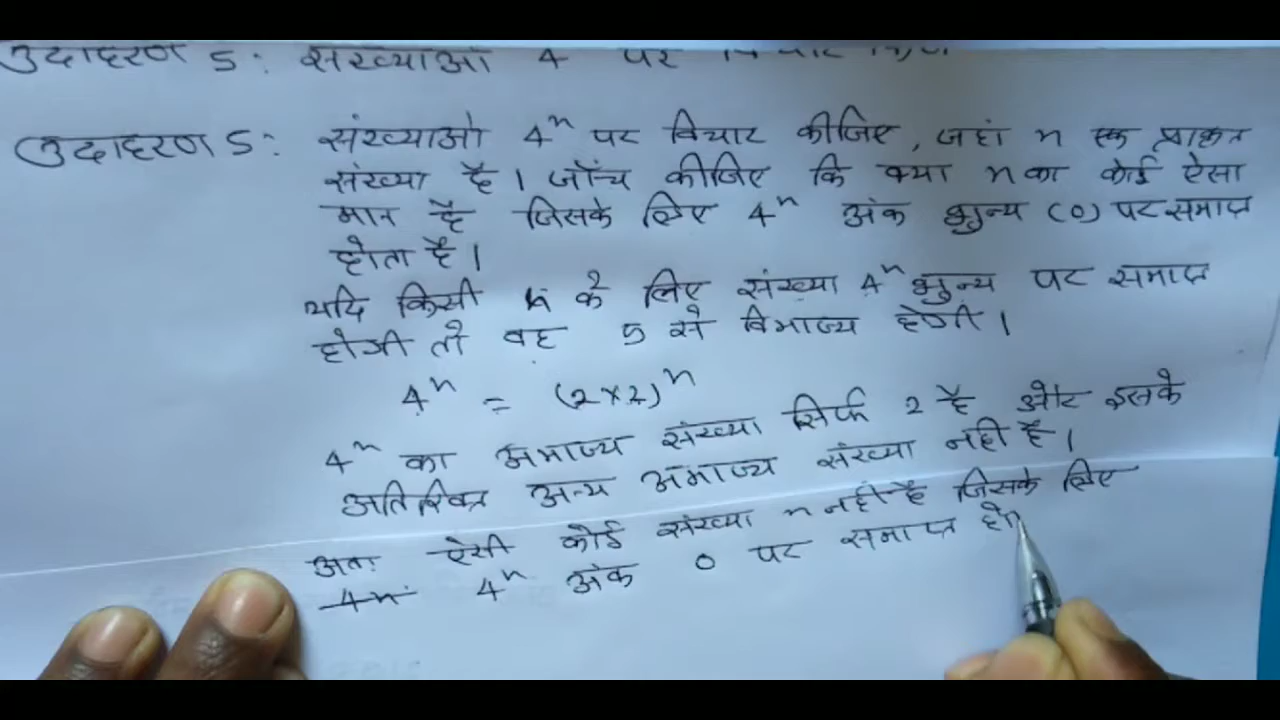 उदाहरण 5: संख्याओ 4 पर
उदाहरण 5: संख्याओ 4ⁿ पर विचार कीजिए, जहां n एक प्राकृत
संख्या है। जाँच कीजिए कि क्या n का कोई ऐसा
मान है जिसके लिए 4ⁿ अंक शुन्य (0) पर समाप्त
होता है।
यदि किसी n के लिए संख्या 4ⁿ शुन्य पर समाप्त
होगी तो वह 5 से विभाज्य होगी।
4ⁿ = (2×2)ⁿ
4ⁿ का अभाज्य संख्या सिर्फ 2 है और इसके
अतिरिक्त अन्य अभाज्य संख्या नही है।
अतः ऐसी कोई संख्या n नही है जिसके लिए
4n 4ⁿ अंक 0 पर समाप्त